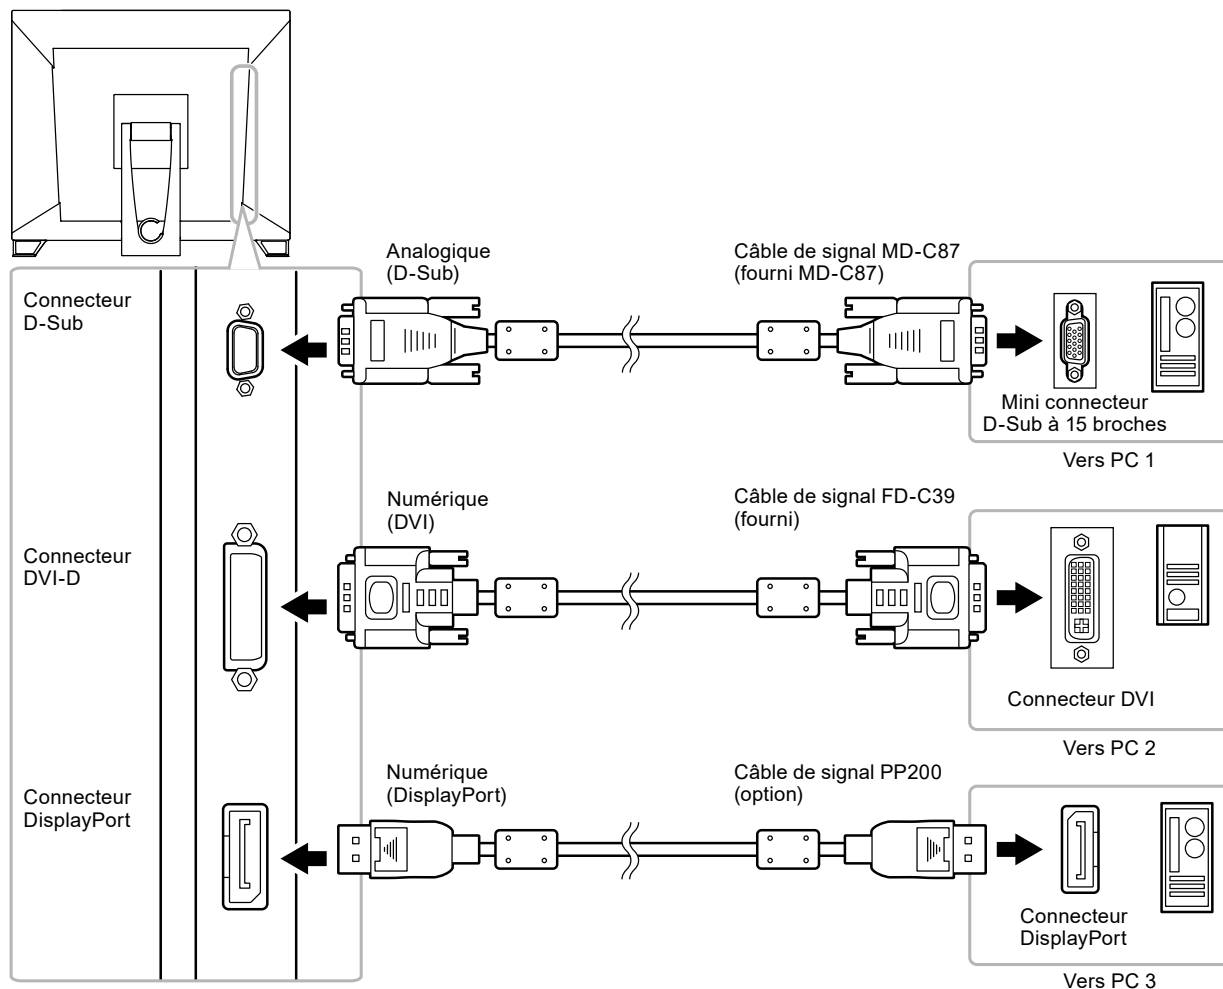 Analogique
(D-Sub)
Câble de signal MD-C87
(fourni MD-C87)
Connecteur
D-Sub
Mini connecteur
D-Sub à 15 broches
Vers PC 1
Numérique
(DVI)
Câble de signal FD-C39
(fourni)
Connecteur
DVI-D
Connecteur DVI
Vers PC 2
Numérique
(DisplayPort)
Câble de signal PP200
(option)
Connecteur
DisplayPort
Connecteur
DisplayPort
Vers PC 3